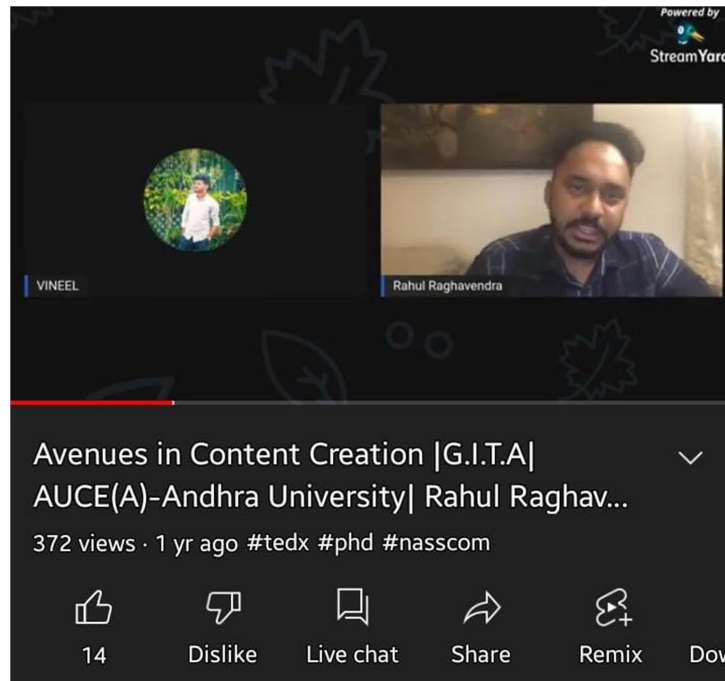 Powered by
StreamYard
VINEEL
Rahul Raghavendra
Avenues in Content Creation |G.I.T.A|
AUCE(A)-Andhra University| Rahul Raghav...
372 views · 1 yr ago #tedx #phd #nasscom
14
Dislike
Live chat
Share
Remix
Dow